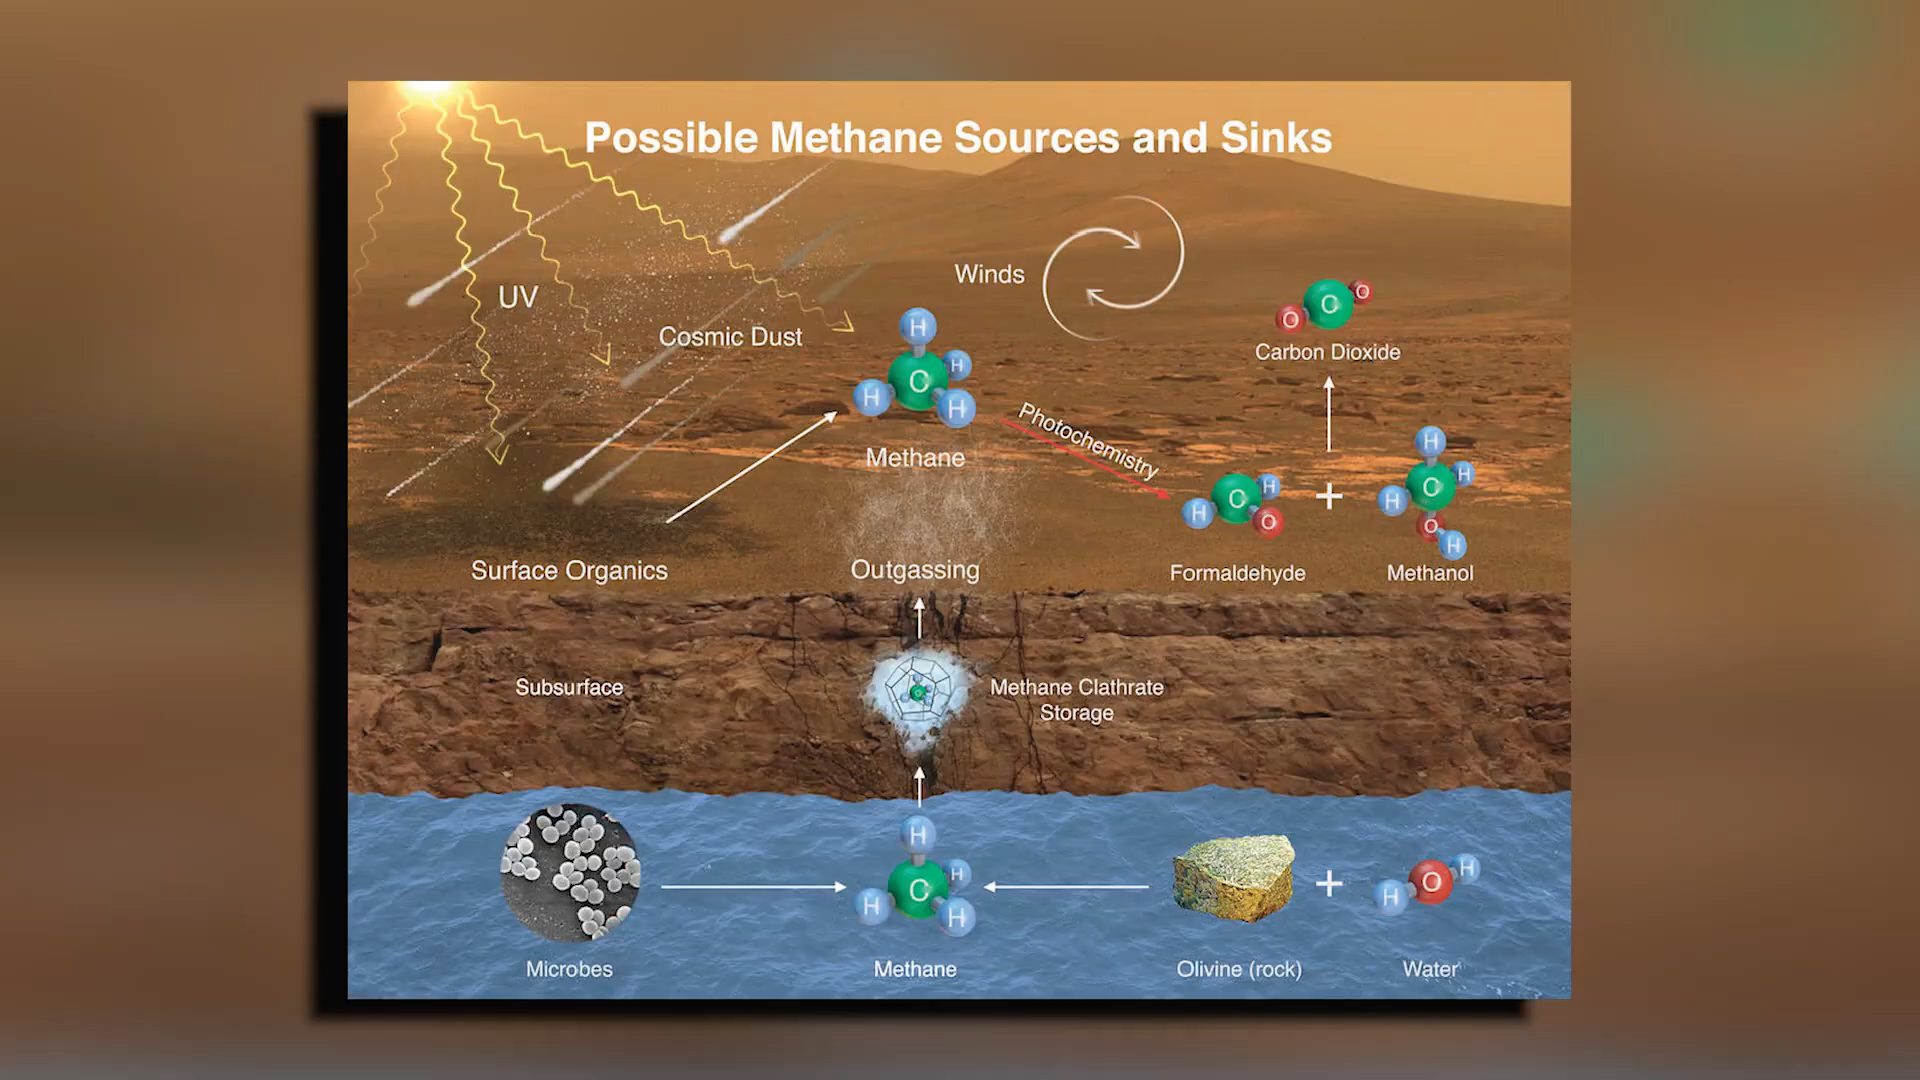 Possible Methane Sources and Sinks
UV
Cosmic Dust
Winds
H
H
C
H
H
Methane
Photochemistry
O
C
O
Carbon Dioxide
H
C
H
O
Formaldehyde
+
H
H
C
H
O
H
Methanol
Surface Organics
Outgassing
Subsurface
Methane Clathrate
Storage
Microbes
H
H
C
H
H
Methane
Olivine (rock)
+
H
O
H
Water